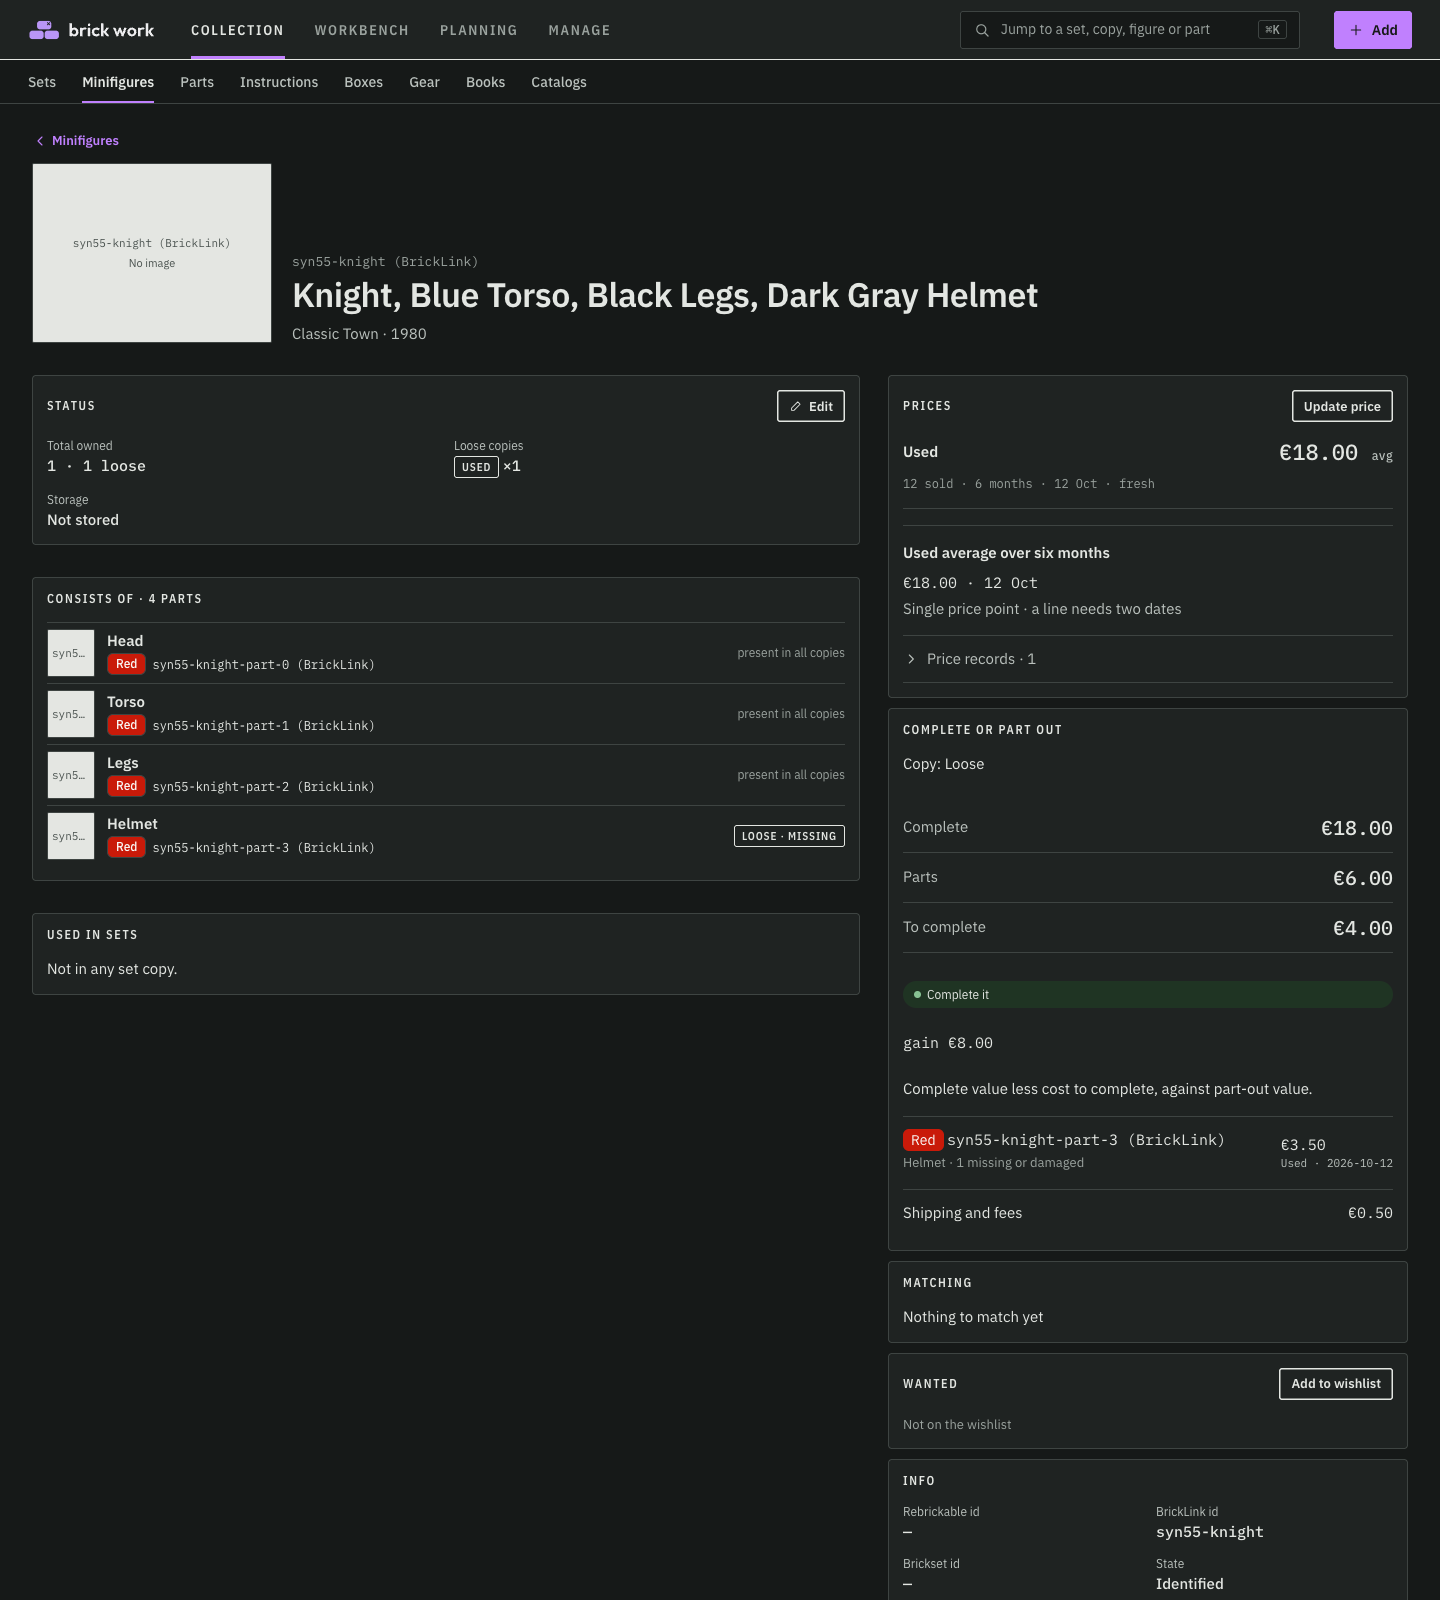 brick work
COLLECTION
WORKBENCH
PLANNING
MANAGE
Jump to a set, copy, figure or part
⌘K
Add
Sets
Minifigures
Parts
Instructions
Boxes
Gear
Books
Catalogs
Minifigures
syn55-knight (BrickLink)
No image
syn55-knight (BrickLink)
Knight, Blue Torso, Black Legs, Dark Gray Helmet
Classic Town · 1980
STATUS
Edit
Total owned
1 · 1 loose
Loose copies
USED ×1
Storage
Not stored
CONSISTS OF · 4 PARTS
syn5…
Head
Red syn55-knight-part-0 (BrickLink)
present in all copies
syn5…
Torso
Red syn55-knight-part-1 (BrickLink)
present in all copies
syn5…
Legs
Red syn55-knight-part-2 (BrickLink)
present in all copies
syn5…
Helmet
Red syn55-knight-part-3 (BrickLink)
LOOSE · MISSING
USED IN SETS
Not in any set copy.
PRICES
Update price
Used
€18.00 avg
12 sold · 6 months · 12 Oct · fresh
Used average over six months
€18.00 · 12 Oct
Single price point · a line needs two dates
Price records · 1
COMPLETE OR PART OUT
Copy: Loose
Complete
€18.00
Parts
€6.00
To complete
€4.00
Complete it
gain €8.00
Complete value less cost to complete, against part-out value.
Red syn55-knight-part-3 (BrickLink)
Helmet · 1 missing or damaged
€3.50
Used · 2026-10-12
Shipping and fees
€0.50
MATCHING
Nothing to match yet
WANTED
Add to wishlist
Not on the wishlist
INFO
Rebrickable id
—
BrickLink id
syn55-knight
Brickset id
—
State
Identified